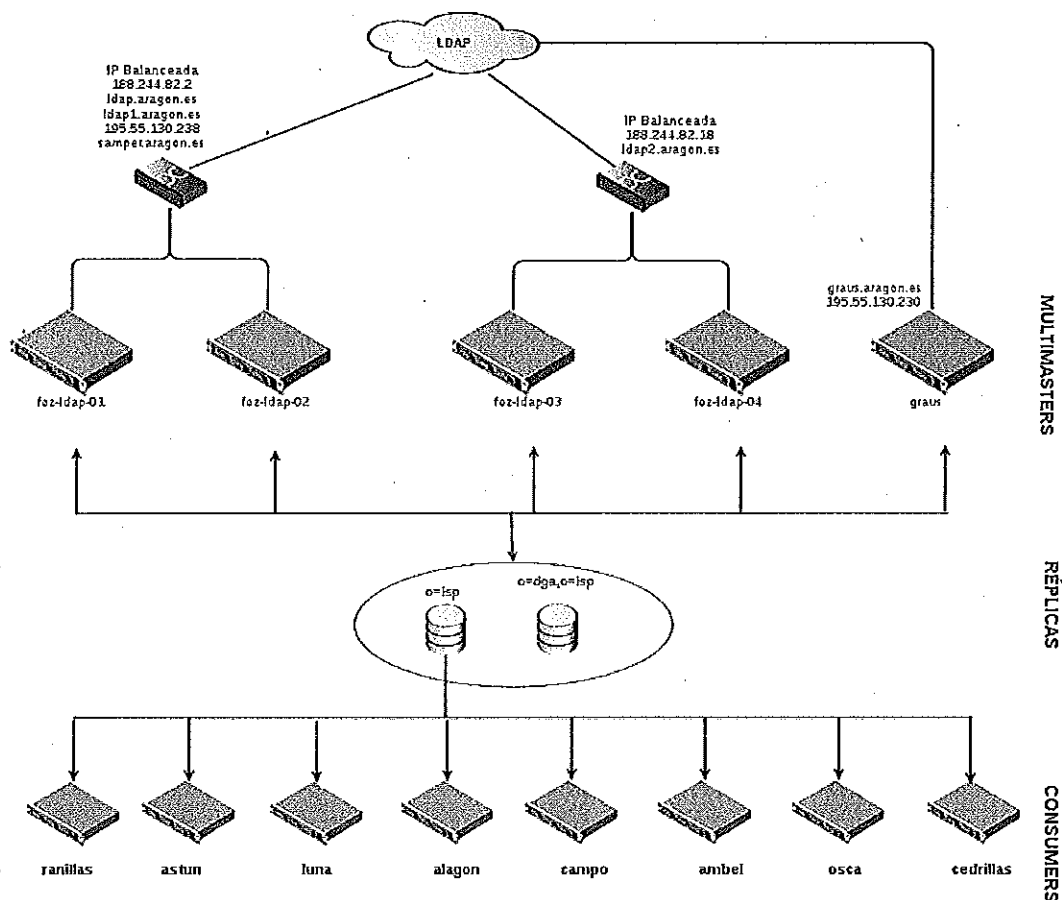 LDAP
IP Balanceada
188.244.82.2
ldap.aragon.es
ldap1.aragon.es
195.55.130.238
samper.aragon.es
IP Balanceada
188.244.82.18
ldap2.aragon.es
graus.aragon.es
195.55.130.230
foz-ldap-01
foz-ldap-02
foz-ldap-03
foz-ldap-04
graus
MULTIMASTERS
o=isp
o=dga,o=isp
RÉPLICAS
ranillas
astun
luna
alagon
campo
ambel
osca
cedrillas
CONSUMERS